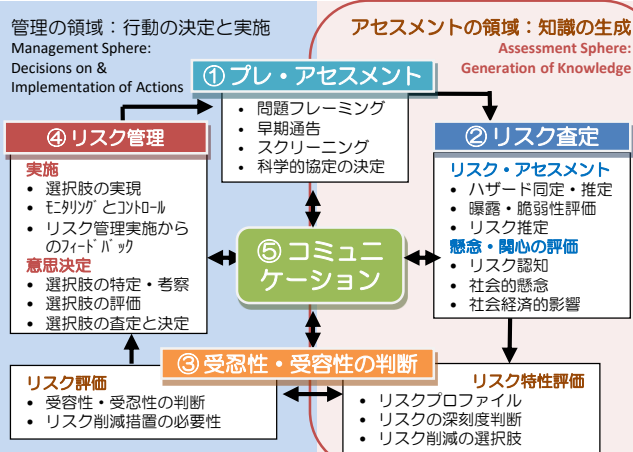 管理の領域：行動の決定と実施
Management Sphere:
Decisions on &
Implementation of Actions
アセスメントの領域：知識の生成
Assessment Sphere:
Generation of Knowledge
① プレ・アセスメント
• 問題フレーミング
• 早期通告
• スクリーニング
• 科学的協定の決定
② リスク査定
リスク・アセスメント
• ハザード同定・推定
• 曝露・脆弱性評価
• リスク推定
懸念・関心の評価
• リスク認知
• 社会的懸念
• 社会経済的影響
④ リスク管理
実施
• 選択肢の実現
• ﾓﾆﾀﾘﾝｸﾞとｺﾝﾄﾛｰﾙ
• リスク管理実施から
のﾌｨｰﾄﾞﾊﾞｯｸ
意思決定
• 選択肢の特定・考察
• 選択肢の評価
• 選択肢の査定と決定
⑤ コミュニ
ケーション
③ 受忍性・受容性の判断
リスク評価
• 受容性・受忍性の判断
• リスク削減措置の必要性
リスク特性評価
• リスクプロファイル
• リスクの深刻度判断
• リスク削減の選択肢